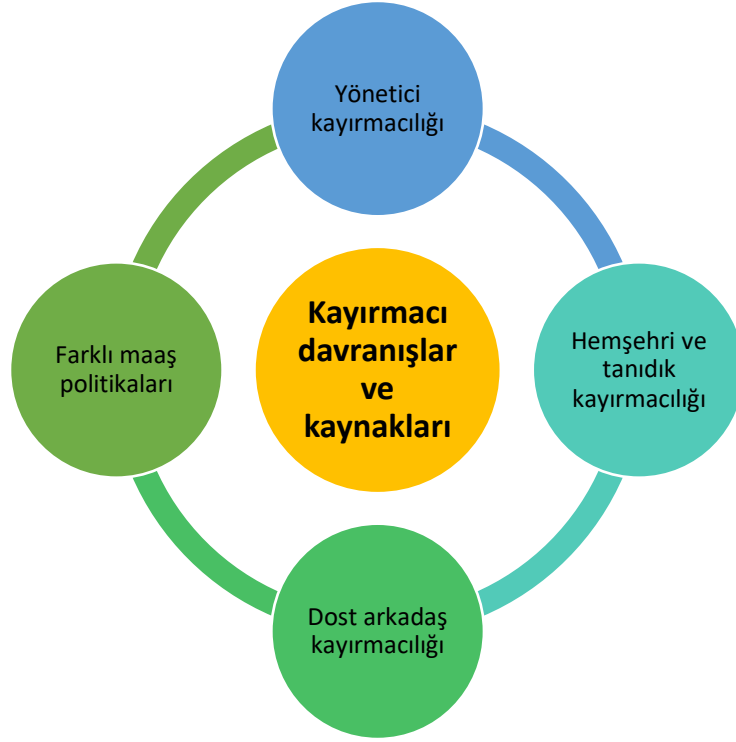 Yönetici
kayırmacılığı
Kayırmacı
davranışlar
ve
kaynakları
Farklı maaş
politikaları
Hemşehri ve
tanıdık
kayırmacılığı
Dost arkadaş
kayırmacılığı